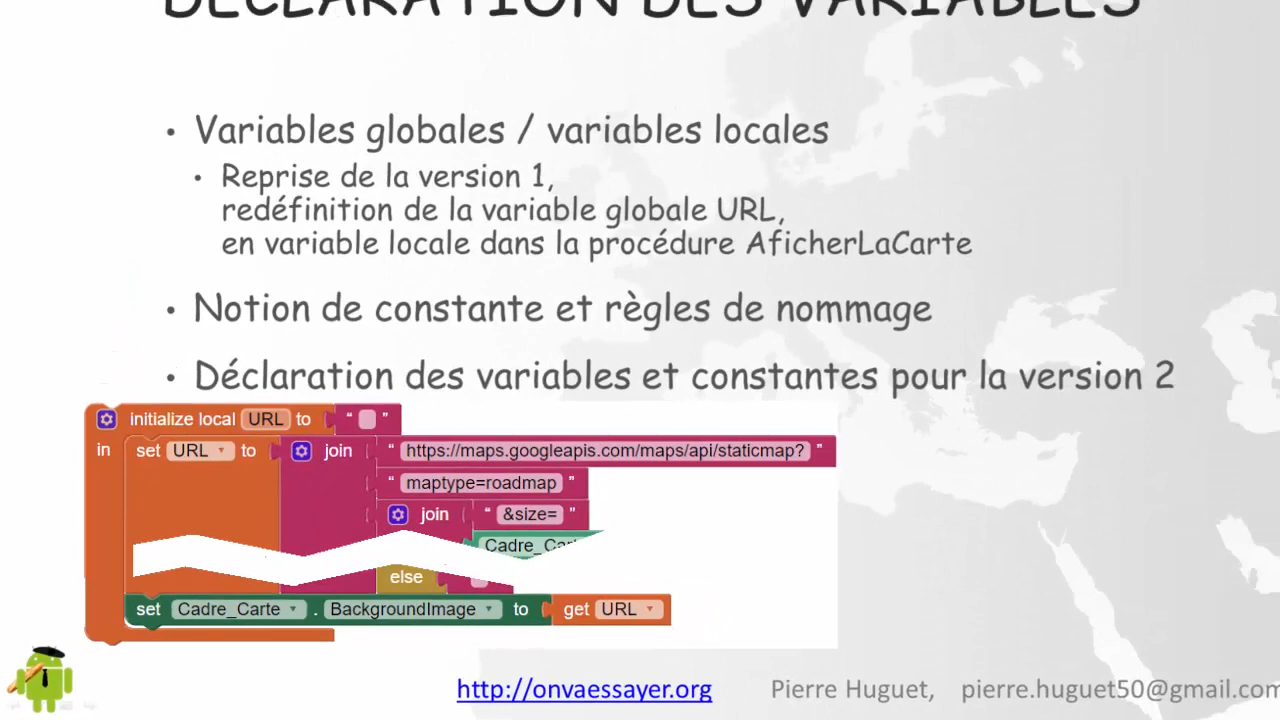 DÉCLARATION DES VARIABLES
• Variables globales / variables locales
• Reprise de la version 1,
redéfinition de la variable globale URL,
en variable locale dans la procédure AficherLaCarte
• Notion de constante et règles de nommage
• Déclaration des variables et constantes pour la version 2
initialize local URL to " "
in set URL to join " https://maps.googleapis.com/maps/api/staticmap? "
" maptype=roadmap "
join " &size= "
else
set Cadre_Carte . BackgroundImage to get URL
http://onvaessayer.org Pierre Huguet, pierre.huguet50@gmail.com